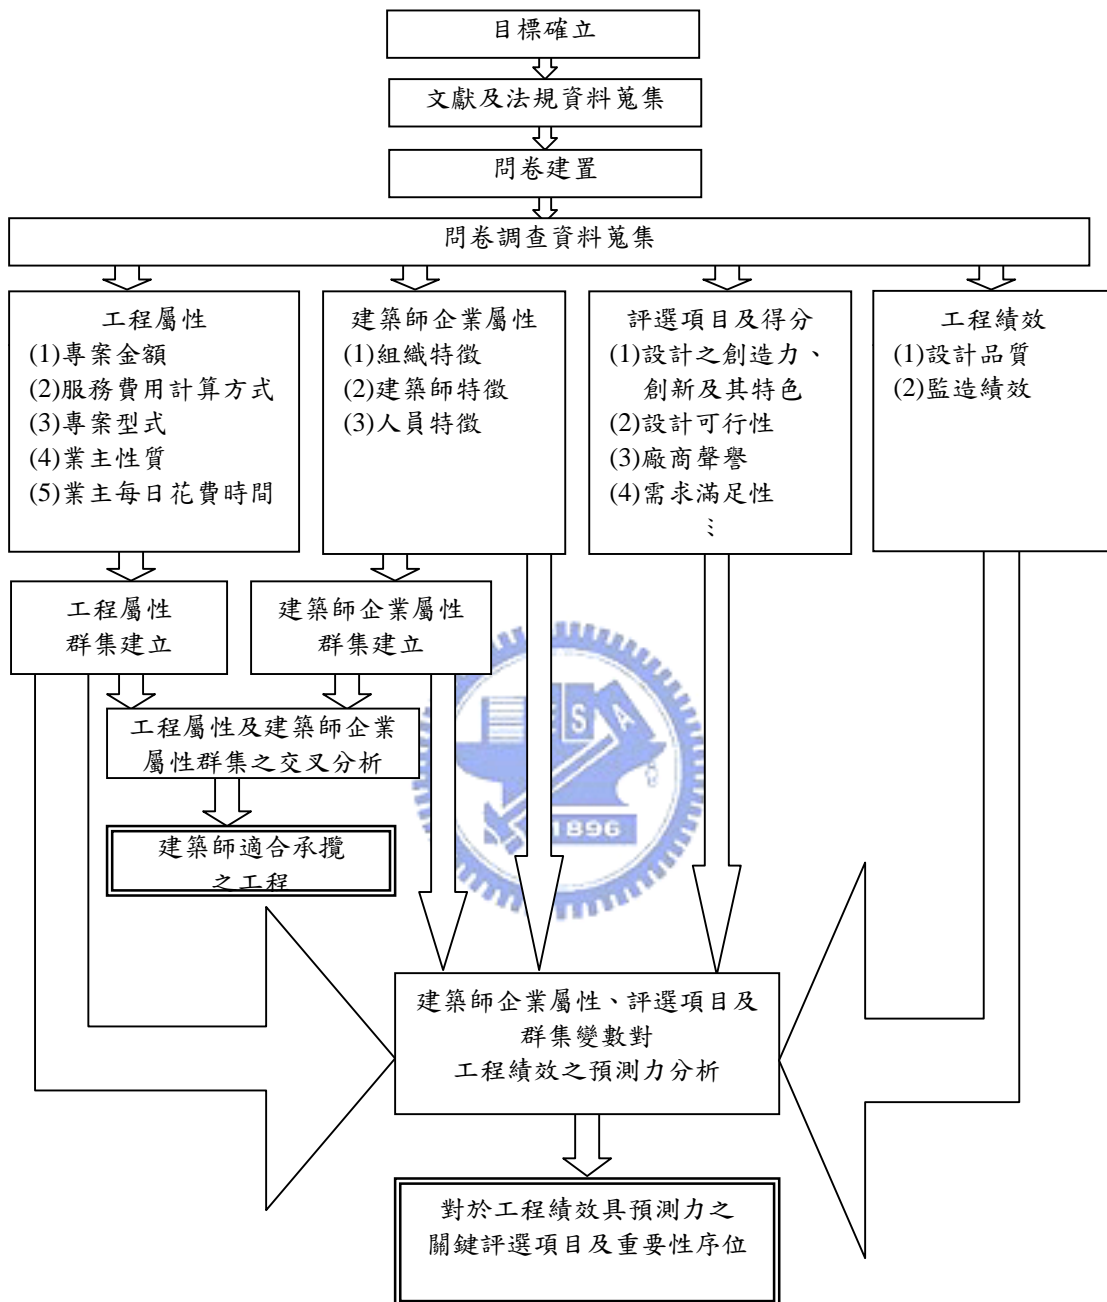 目標確立
文獻及法規資料蒐集
問卷建置
問卷調查資料蒐集
工程屬性
(1)專案金額
(2)服務費用計算方式
(3)專案型式
(4)業主性質
(5)業主每日花費時間
建築師企業屬性
(1)組織特徵
(2)建築師特徵
(3)人員特徵
評選項目及得分
(1)設計之創造力、
創新及其特色
(2)設計可行性
(3)廠商聲譽
(4)需求滿足性
⋮
工程績效
(1)設計品質
(2)監造績效
工程屬性
群集建立
建築師企業屬性
群集建立
工程屬性及建築師企業
屬性群集之交叉分析
建築師適合承攬
之工程
ESA
1896
建築師企業屬性、評選項目及
群集變數對
工程績效之預測力分析
對於工程績效具預測力之
關鍵評選項目及重要性序位